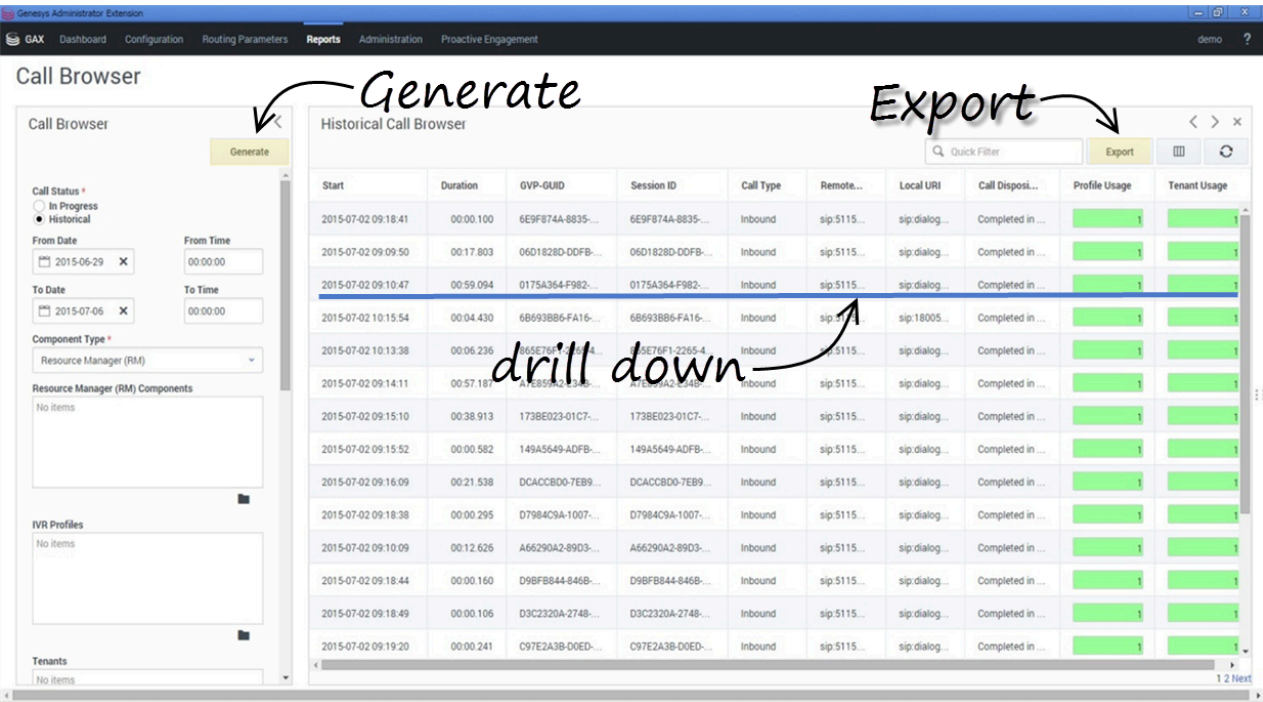 Genesys Administrator Extension
GAX Dashboard Configuration Routing Parameters Reports Administration Proactive Engagement demo ?
Call Browser
Generate
Export
Call Browser
Historical Call Browser
Generate
Quick Filter
Export
Start Duration GVP-GUID Session ID Call Type Remote... Local URI Call Disposi... Profile Usage Tenant Usage
Call Status *
In Progress
Historical
From Date From Time
2015-06-29 00:00:00
To Date To Time
2015-07-06 00:00:00
Component Type *
Resource Manager (RM)
Resource Manager (RM) Components
No items
IVR Profiles
No items
Tenants
No items
2015-07-02 09:18:41 00:00.100 6E9F874A-8835-... 6E9F874A-8835-... Inbound sip:5115... sip:dialog... Completed in ... 1 1
2015-07-02 09:09:50 00:17.803 06D1828D-DDFB-... 06D1828D-DDFB-... Inbound sip:5115... sip:dialog... Completed in ... 1 1
2015-07-02 09:10:47 00:59.094 0175A364-F982-... 0175A364-F982-... Inbound sip:5115... sip:dialog... Completed in ... 1 1
2015-07-02 10:15:54 00:04.430 6B693BB6-FA16-... 6B693BB6-FA16-... Inbound sip:18005... Completed in ... 1 1
drill down
2015-07-02 10:13:38 00:06.236 Inbound sip:5115... sip:dialog... Completed in ... 1 1
2015-07-02 09:14:11 00:57.187 Inbound sip:5115... sip:dialog... Completed in ... 1 1
2015-07-02 09:15:10 00:38.913 173BE023-01C7-... 173BE023-01C7-... Inbound sip:5115... sip:dialog... Completed in ... 1 1
2015-07-02 09:15:52 00:00.582 149A5649-ADFB-... 149A5649-ADFB-... Inbound sip:5115... sip:dialog... Completed in ... 1 1
2015-07-02 09:16:09 00:21.538 DCACCBD0-7EB9... DCACCBD0-7EB9... Inbound sip:5115... sip:dialog... Completed in ... 1 1
2015-07-02 09:18:38 00:00.295 D7984C9A-1007-... D7984C9A-1007-... Inbound sip:5115... sip:dialog... Completed in ... 1 1
2015-07-02 09:10:09 00:12.626 A66290A2-89D3-... A66290A2-89D3-... Inbound sip:5115... sip:dialog... Completed in ... 1 1
2015-07-02 09:18:44 00:00.160 D9BFB844-846B-... D9BFB844-846B-... Inbound sip:5115... sip:dialog... Completed in ... 1 1
2015-07-02 09:18:49 00:00.106 D3C2320A-2748-... D3C2320A-2748-... Inbound sip:5115... sip:dialog... Completed in ... 1 1
2015-07-02 09:19:20 00:00.241 C97E2A3B-D0ED-... C97E2A3B-D0ED-... Inbound sip:5115... sip:dialog... Completed in ... 1 1
1 2 Next